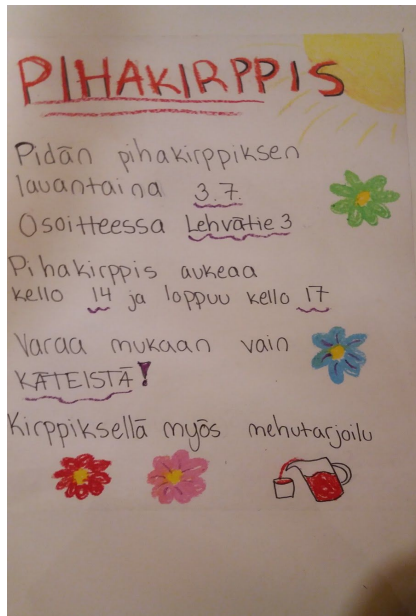 PIHAKIRPPIS
Pidän pihakirppiksen
lauantaina 3.7.
Osoitteessa Lehvätie 3
Pihakirppis aukeaa
kello 14 ja loppuu kello 17
Varaa mukaan vain
KÄTEISTÄ!
Kirppiksellä myös mehutarjoilu